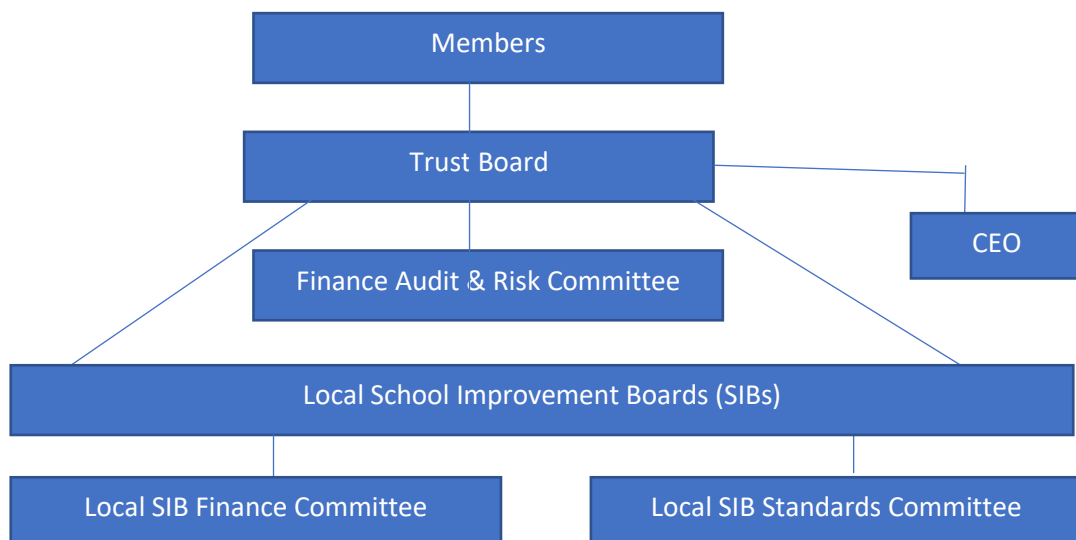 Members
Trust Board
CEO
Finance Audit & Risk Committee
Local School Improvement Boards (SIBs)
Local SIB Finance Committee
Local SIB Standards Committee